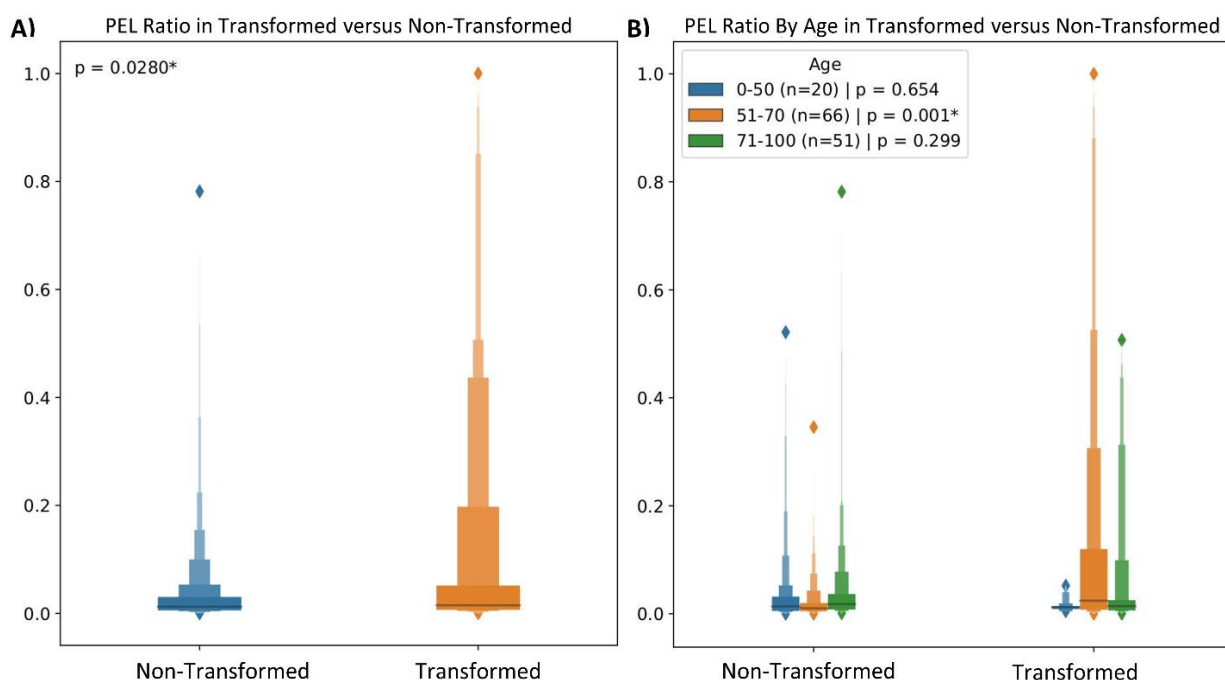 A) PEL Ratio in Transformed versus Non-Transformed
p = 0.0280*
1.0
0.8
0.6
0.4
0.2
0.0
Non-Transformed Transformed
B) PEL Ratio By Age in Transformed versus Non-Transformed
Age
0-50 (n=20) | p = 0.654
51-70 (n=66) | p = 0.001*
71-100 (n=51) | p = 0.299
1.0
0.8
0.6
0.4
0.2
0.0
Non-Transformed Transformed